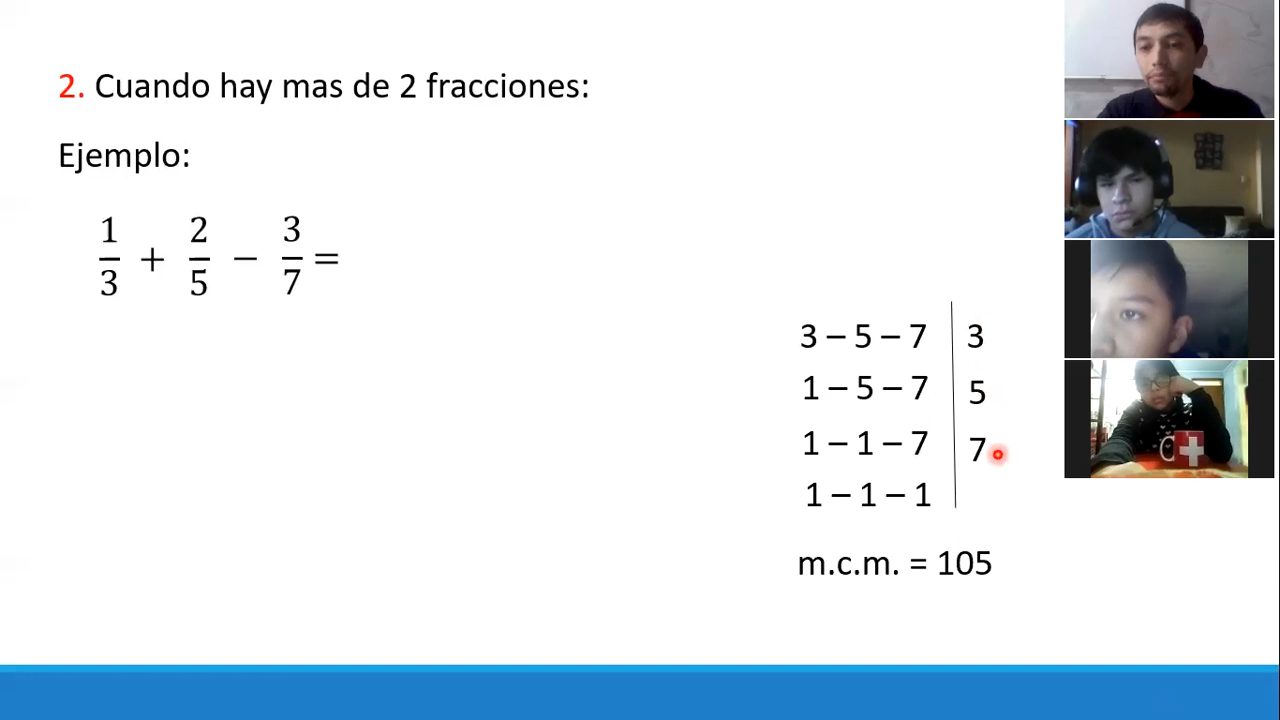 2. Cuando hay mas de 2 fracciones:
Ejemplo:
1/3 + 2/5 − 3/7 =
3 – 5 – 7 | 3
1 – 5 – 7 | 5
1 – 1 – 7 | 7
1 – 1 – 1
m.c.m. = 105